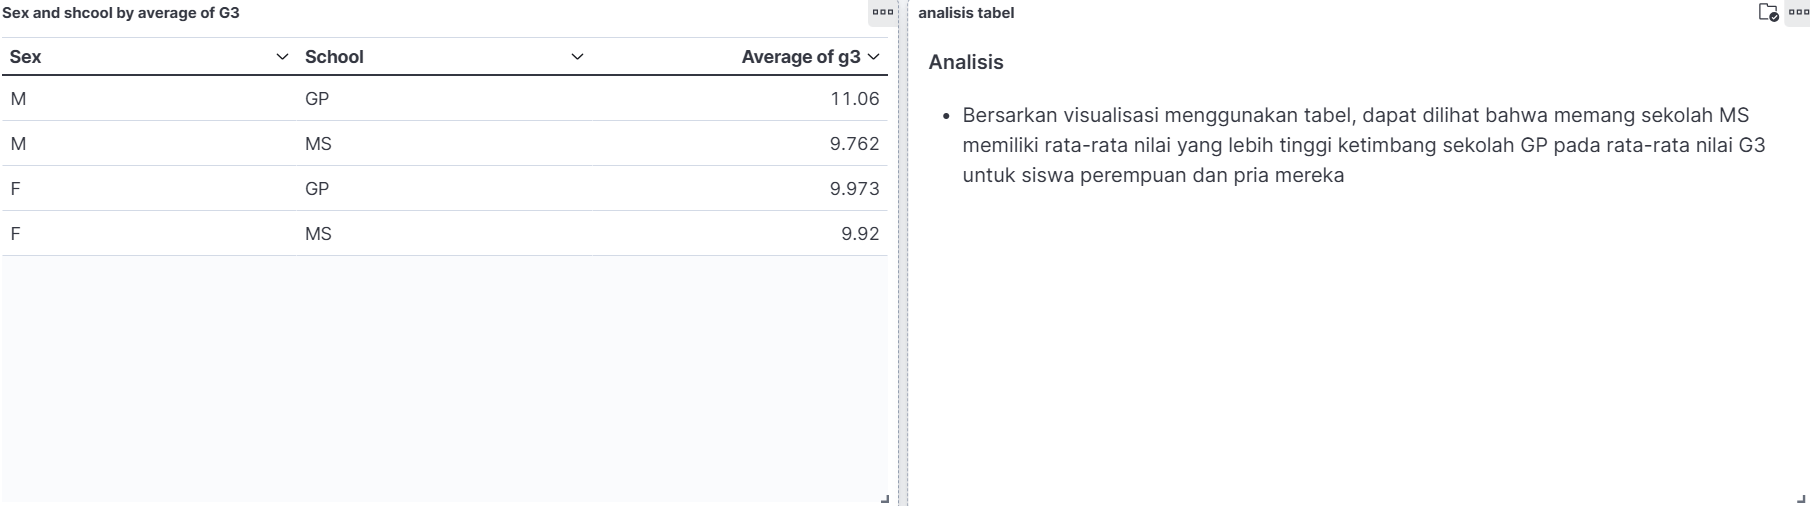 Sex and shcool by average of G3
Sex School Average of g3
M GP 11.06
M MS 9.762
F GP 9.973
F MS 9.92
analisis tabel
Analisis
• Bersarkan visualisasi menggunakan tabel, dapat dilihat bahwa memang sekolah MS
memiliki rata-rata nilai yang lebih tinggi ketimbang sekolah GP pada rata-rata nilai G3
untuk siswa perempuan dan pria mereka